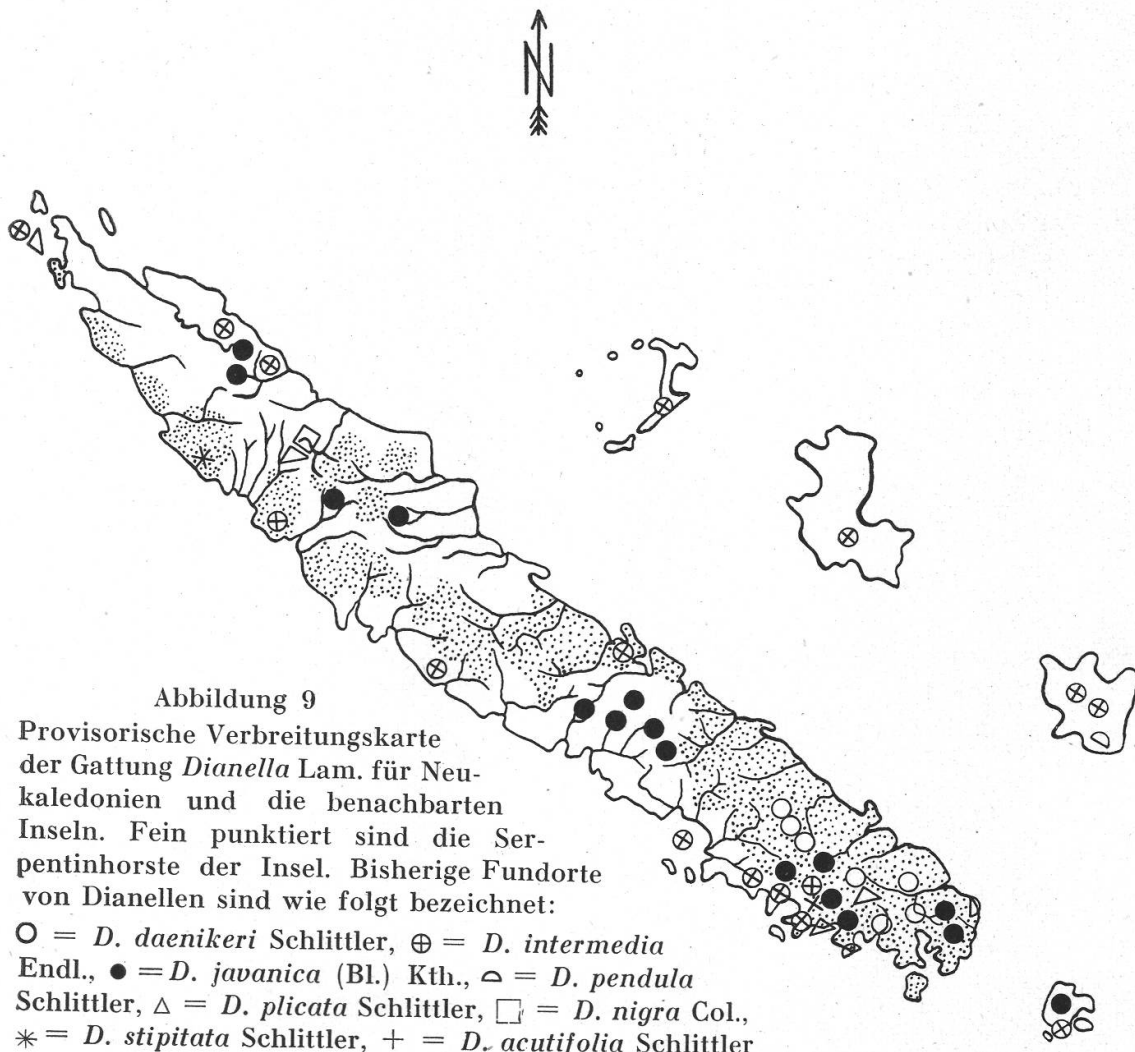 N
Abbildung 9
Provisorische Verbreitungskarte
der Gattung Dianella Lam. für Neu-
kaledonien und die benachbarten
Inseln. Fein punktiert sind die Ser-
pentinhorste der Insel. Bisherige Fundorte
von Dianellen sind wie folgt bezeichnet:
O = D. daenikeri Schlittler, ⊕ = D. intermedia
Endl., ● = D. javanica (Bl.) Kth., ⌓ = D. pendula
Schlittler, △ = D. plicata Schlittler, □ = D. nigra Col.,
✳ = D. stipitata Schlittler, + = D. acutifolia Schlittler